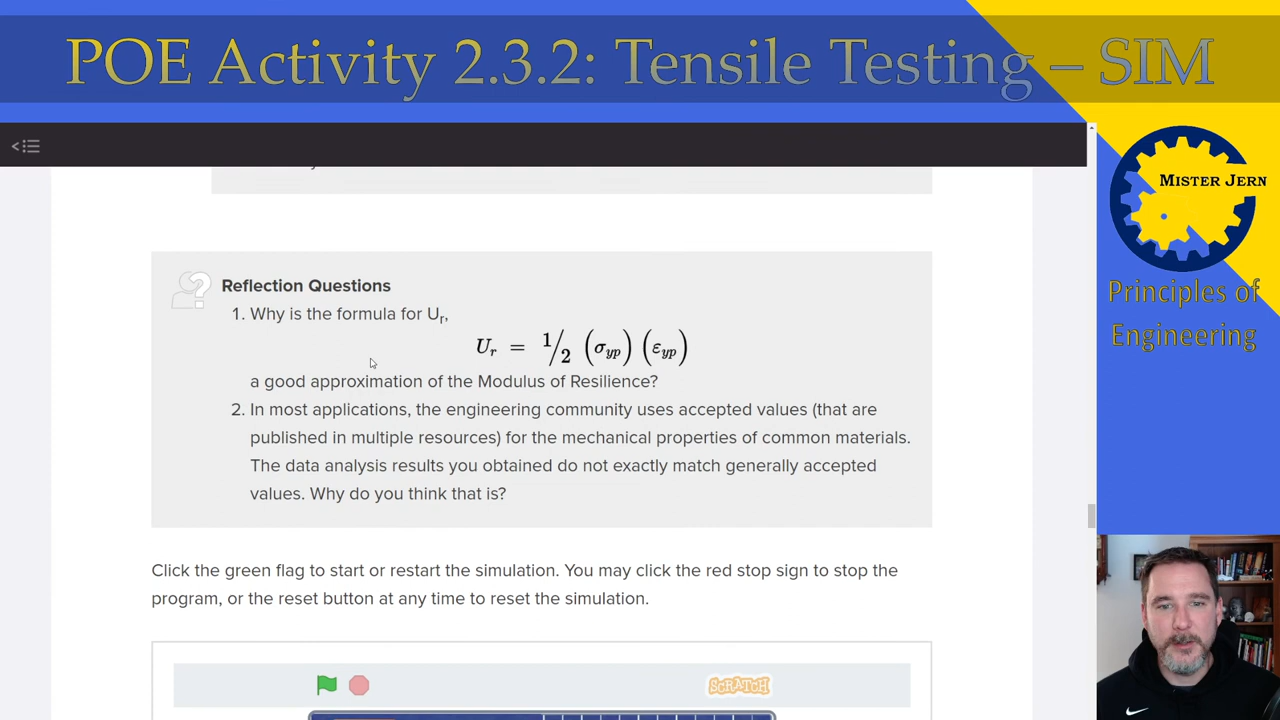 POE Activity 2.3.2: Tensile Testing – SIM
MISTER JERN
Principles of
Engineering
Reflection Questions
1. Why is the formula for Ur,
Ur = 1/2 (σyp) (εyp)
a good approximation of the Modulus of Resilience?
2. In most applications, the engineering community uses accepted values (that are
published in multiple resources) for the mechanical properties of common materials.
The data analysis results you obtained do not exactly match generally accepted
values. Why do you think that is?
Click the green flag to start or restart the simulation. You may click the red stop sign to stop the
program, or the reset button at any time to reset the simulation.
SCRATCH